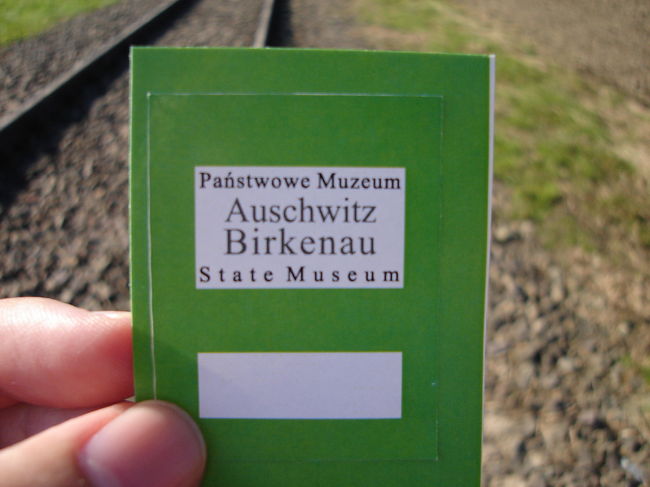 Państwowe Muzeum
Auschwitz
Birkenau
State Museum